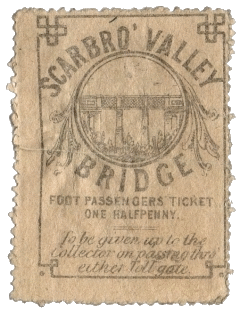 SCARBRO' VALLEY
BRIDGE
FOOT PASSENGERS TICKET
ONE HALFPENNY.
To be given up to the
Collector on passing thro
either Toll gate.